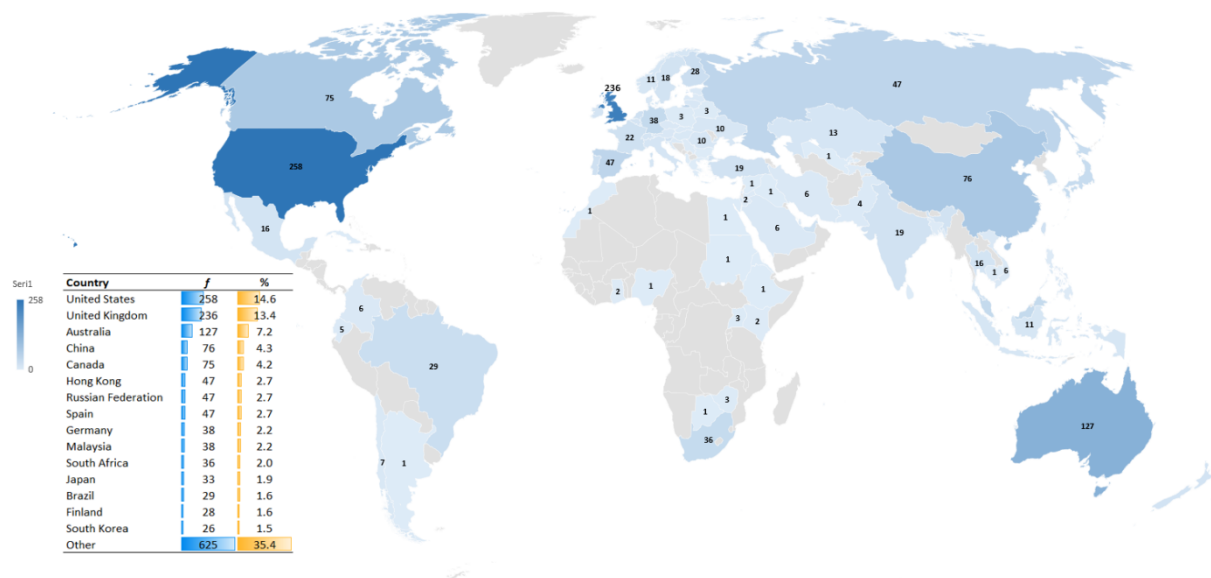 28
11 18
47
236
75
3
3
38
10
13
22
10
1
258
47
19
76
1
1
6
4
2
1
1
16
6
19
1
16
1 6
2
1
1
6
3
2
11
5
29
3
1
127
36
7 1
Seri1
258
0
Country f %
United States 258 14.6
United Kingdom 236 13.4
Australia 127 7.2
China 76 4.3
Canada 75 4.2
Hong Kong 47 2.7
Russian Federation 47 2.7
Spain 47 2.7
Germany 38 2.2
Malaysia 38 2.2
South Africa 36 2.0
Japan 33 1.9
Brazil 29 1.6
Finland 28 1.6
South Korea 26 1.5
Other 625 35.4